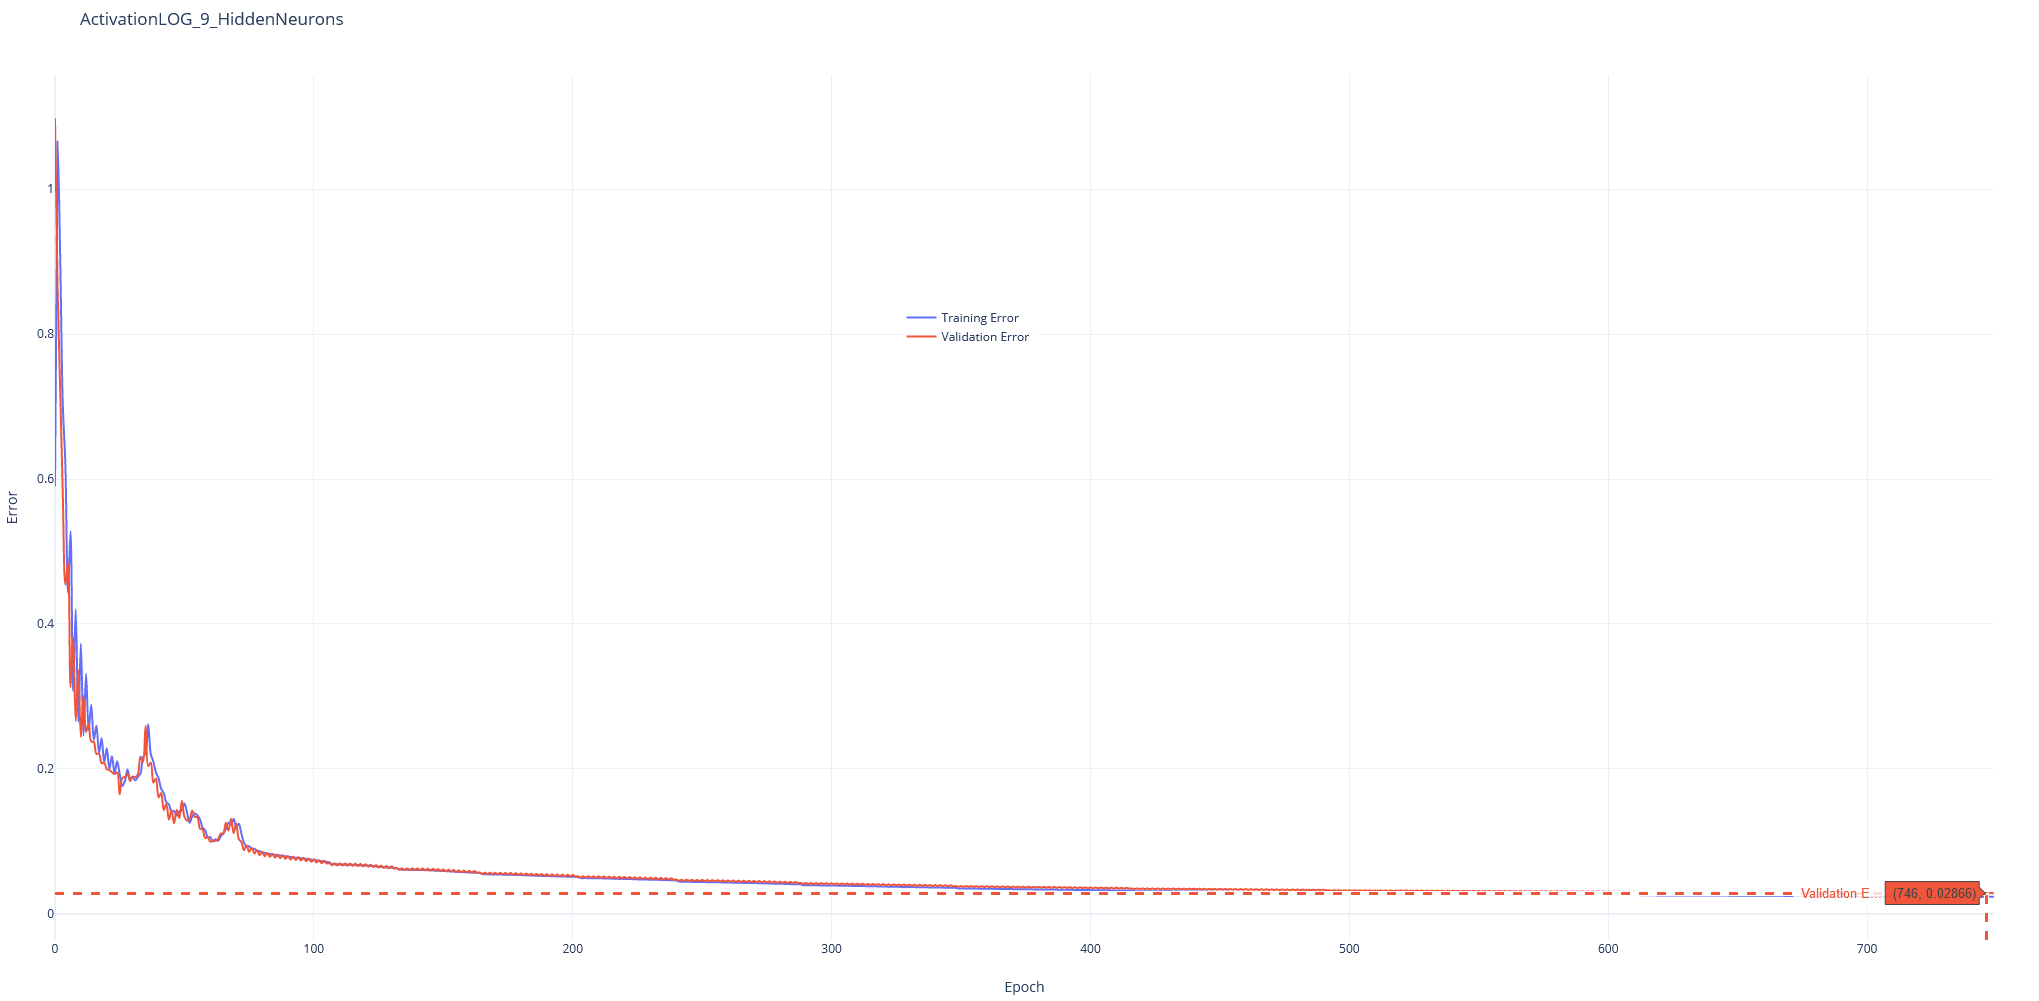 ActivationLOG_9_HiddenNeurons
1
0.8
0.6
0.4
0.2
0
Error
Training Error
Validation Error
Validation E...
(746, 0.02866)
0
100
200
300
400
500
600
700
Epoch